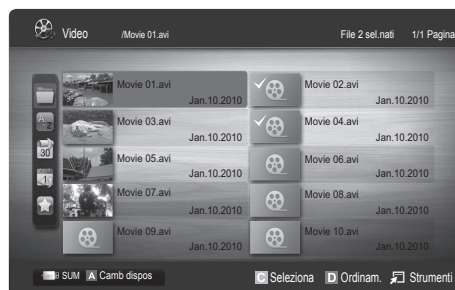 Video /Movie 01.avi File 2 sel.nati 1/1 Pagina
Movie 01.avi Movie 02.avi
Jan.10.2010 Jan.10.2010
Movie 03.avi Movie 04.avi
Jan.10.2010 Jan.10.2010
Movie 05.avi Movie 06.avi
Jan.10.2010 Jan.10.2010
Movie 07.avi Movie 08.avi
Jan.10.2010 Jan.10.2010
Movie 09.avi Movie 10.avi
Jan.10.2010 Jan.10.2010
A Z
30
1
SUM A Camb dispos C Seleziona D Ordinam. Strumenti